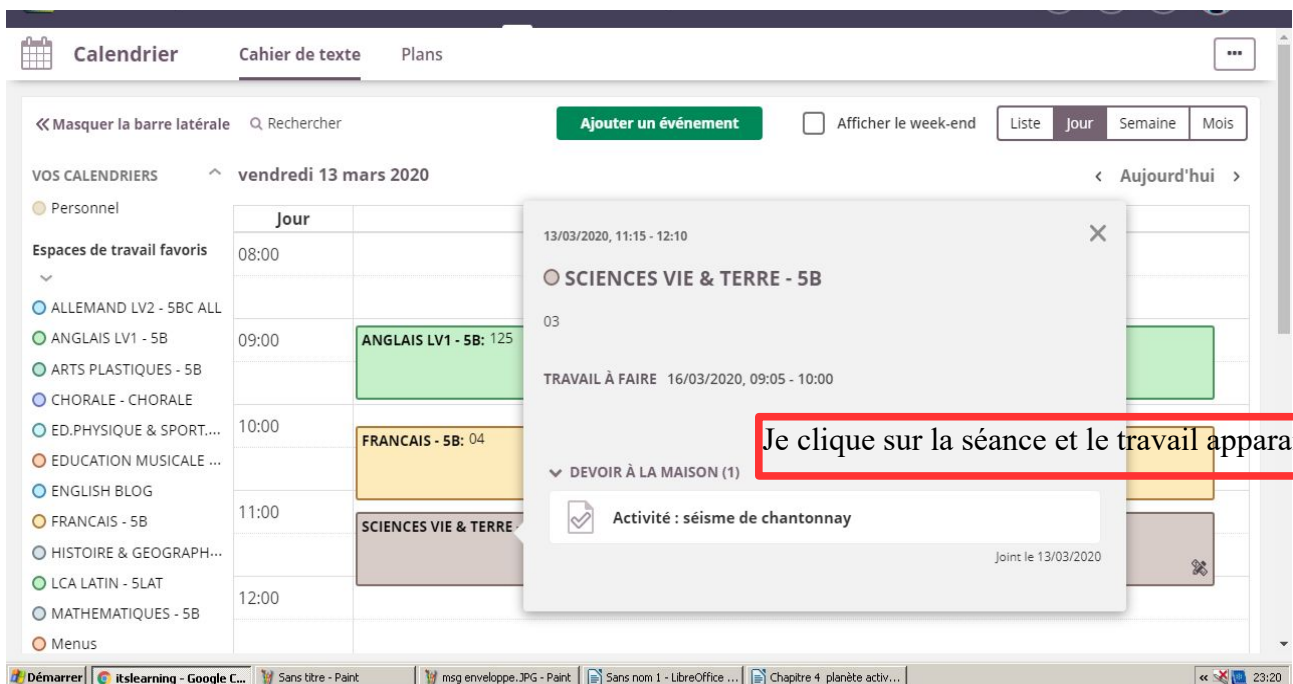 Calendrier Cahier de texte Plans
Masquer la barre latérale Rechercher Ajouter un événement Afficher le week-end Liste Jour Semaine Mois
VOS CALENDRIERS vendredi 13 mars 2020 Aujourd'hui
Personnel
Jour
Espaces de travail favoris
ALLEMAND LV2 - 5BC ALL
ANGLAIS LV1 - 5B
ARTS PLASTIQUES - 5B
CHORALE - CHORALE
ED.PHYSIQUE & SPORT....
EDUCATION MUSICALE ...
ENGLISH BLOG
FRANCAIS - 5B
HISTOIRE & GEOGRAPH...
LCA LATIN - 5LAT
MATHEMATIQUES - 5B
Menus
08:00
09:00
10:00
11:00
12:00
ANGLAIS LV1 - 5B: 125
FRANCAIS - 5B: 04
SCIENCES VIE & TERRE -
13/03/2020, 11:15 - 12:10
SCIENCES VIE & TERRE - 5B
03
TRAVAIL À FAIRE 16/03/2020, 09:05 - 10:00
Je clique sur la séance et le travail appara
DEVOIR À LA MAISON (1)
Activité : séisme de chantonnay
Joint le 13/03/2020
Démarrer itslearning - Google C... Sans titre - Paint msg enveloppe.JPG - Paint Sans nom 1 - LibreOffice ... Chapitre 4 planète activ... 23:20